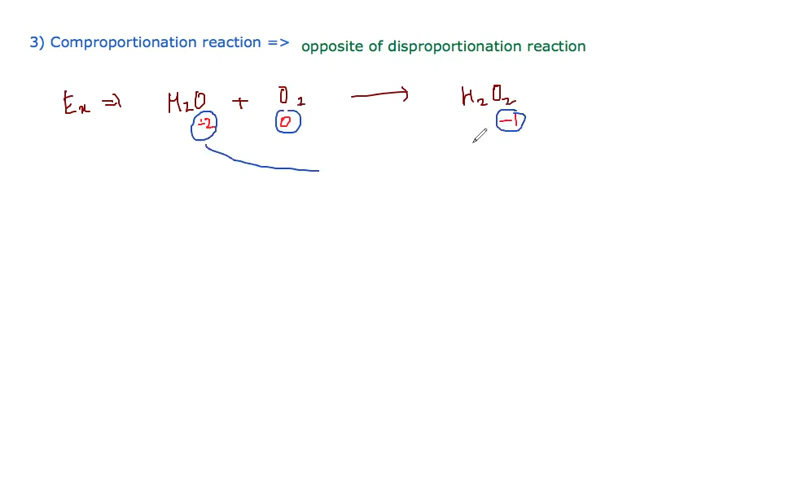 3) Comproportionation reaction => opposite of disproportionation reaction
Ex => H₂O + O₂ → H₂O₂
-2 0 -1